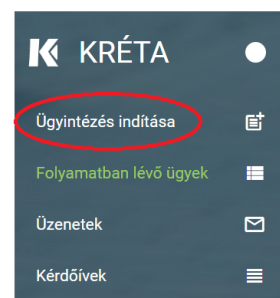 KRÉTA
Ügyintézés indítása
Folyamatban lévő ügyek
Üzenetek
Kérdőívek